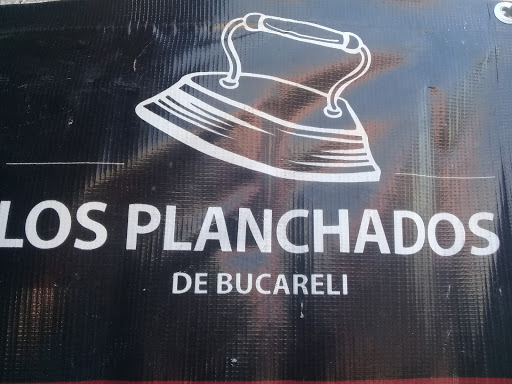 LOS PLANCHADOS
DE BUCARELI